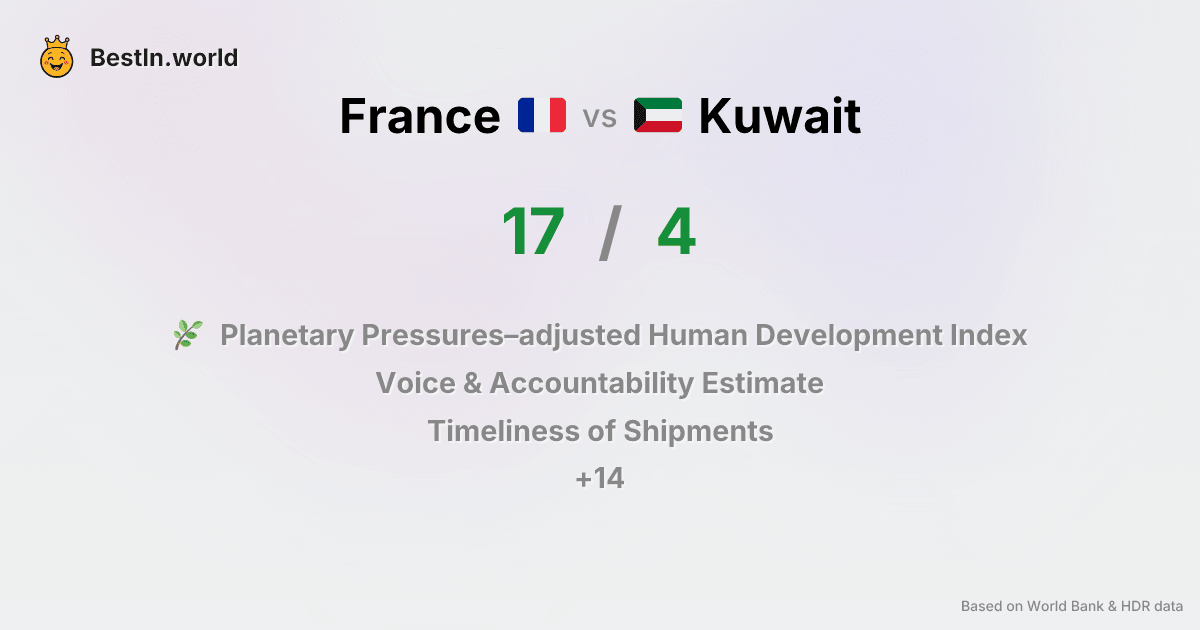 BestIn.world
France vs Kuwait
17 / 4
Planetary Pressures–adjusted Human Development Index
Voice & Accountability Estimate
Timeliness of Shipments
+14
Based on World Bank & HDR data